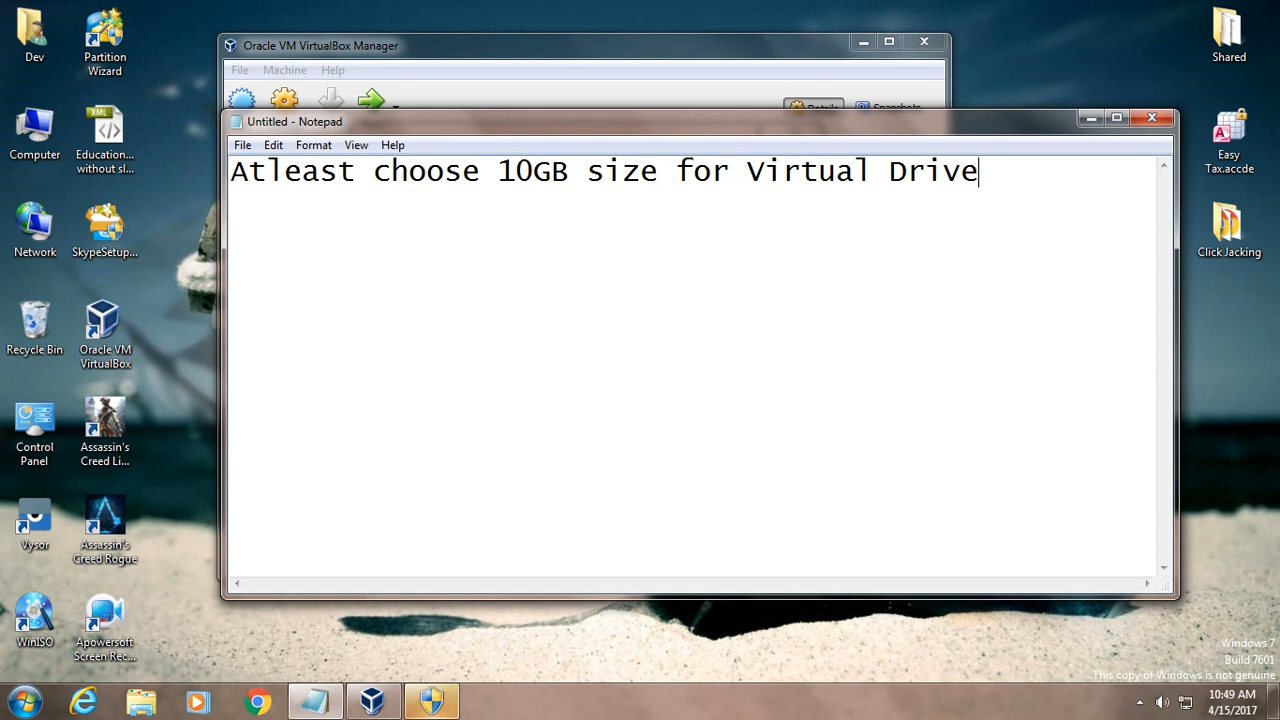 Dev
Partition
Wizard
Computer
Education...
without sl...
Network
SkypeSetup...
Recycle Bin
Oracle VM
VirtualBox
Control
Panel
Assassin's
Creed Li...
Vysor
Assassin's
Creed Rogue
WinISO
Apowersoft
Screen Rec...
Oracle VM VirtualBox Manager
File Machine Help
Details Snapshots
Untitled - Notepad
File Edit Format View Help
Atleast choose 10GB size for Virtual Drive
Shared
Easy
Tax.accde
Click Jacking
Windows 7
Build 7601
This copy of Windows is not genuine
10:49 AM
4/15/2017